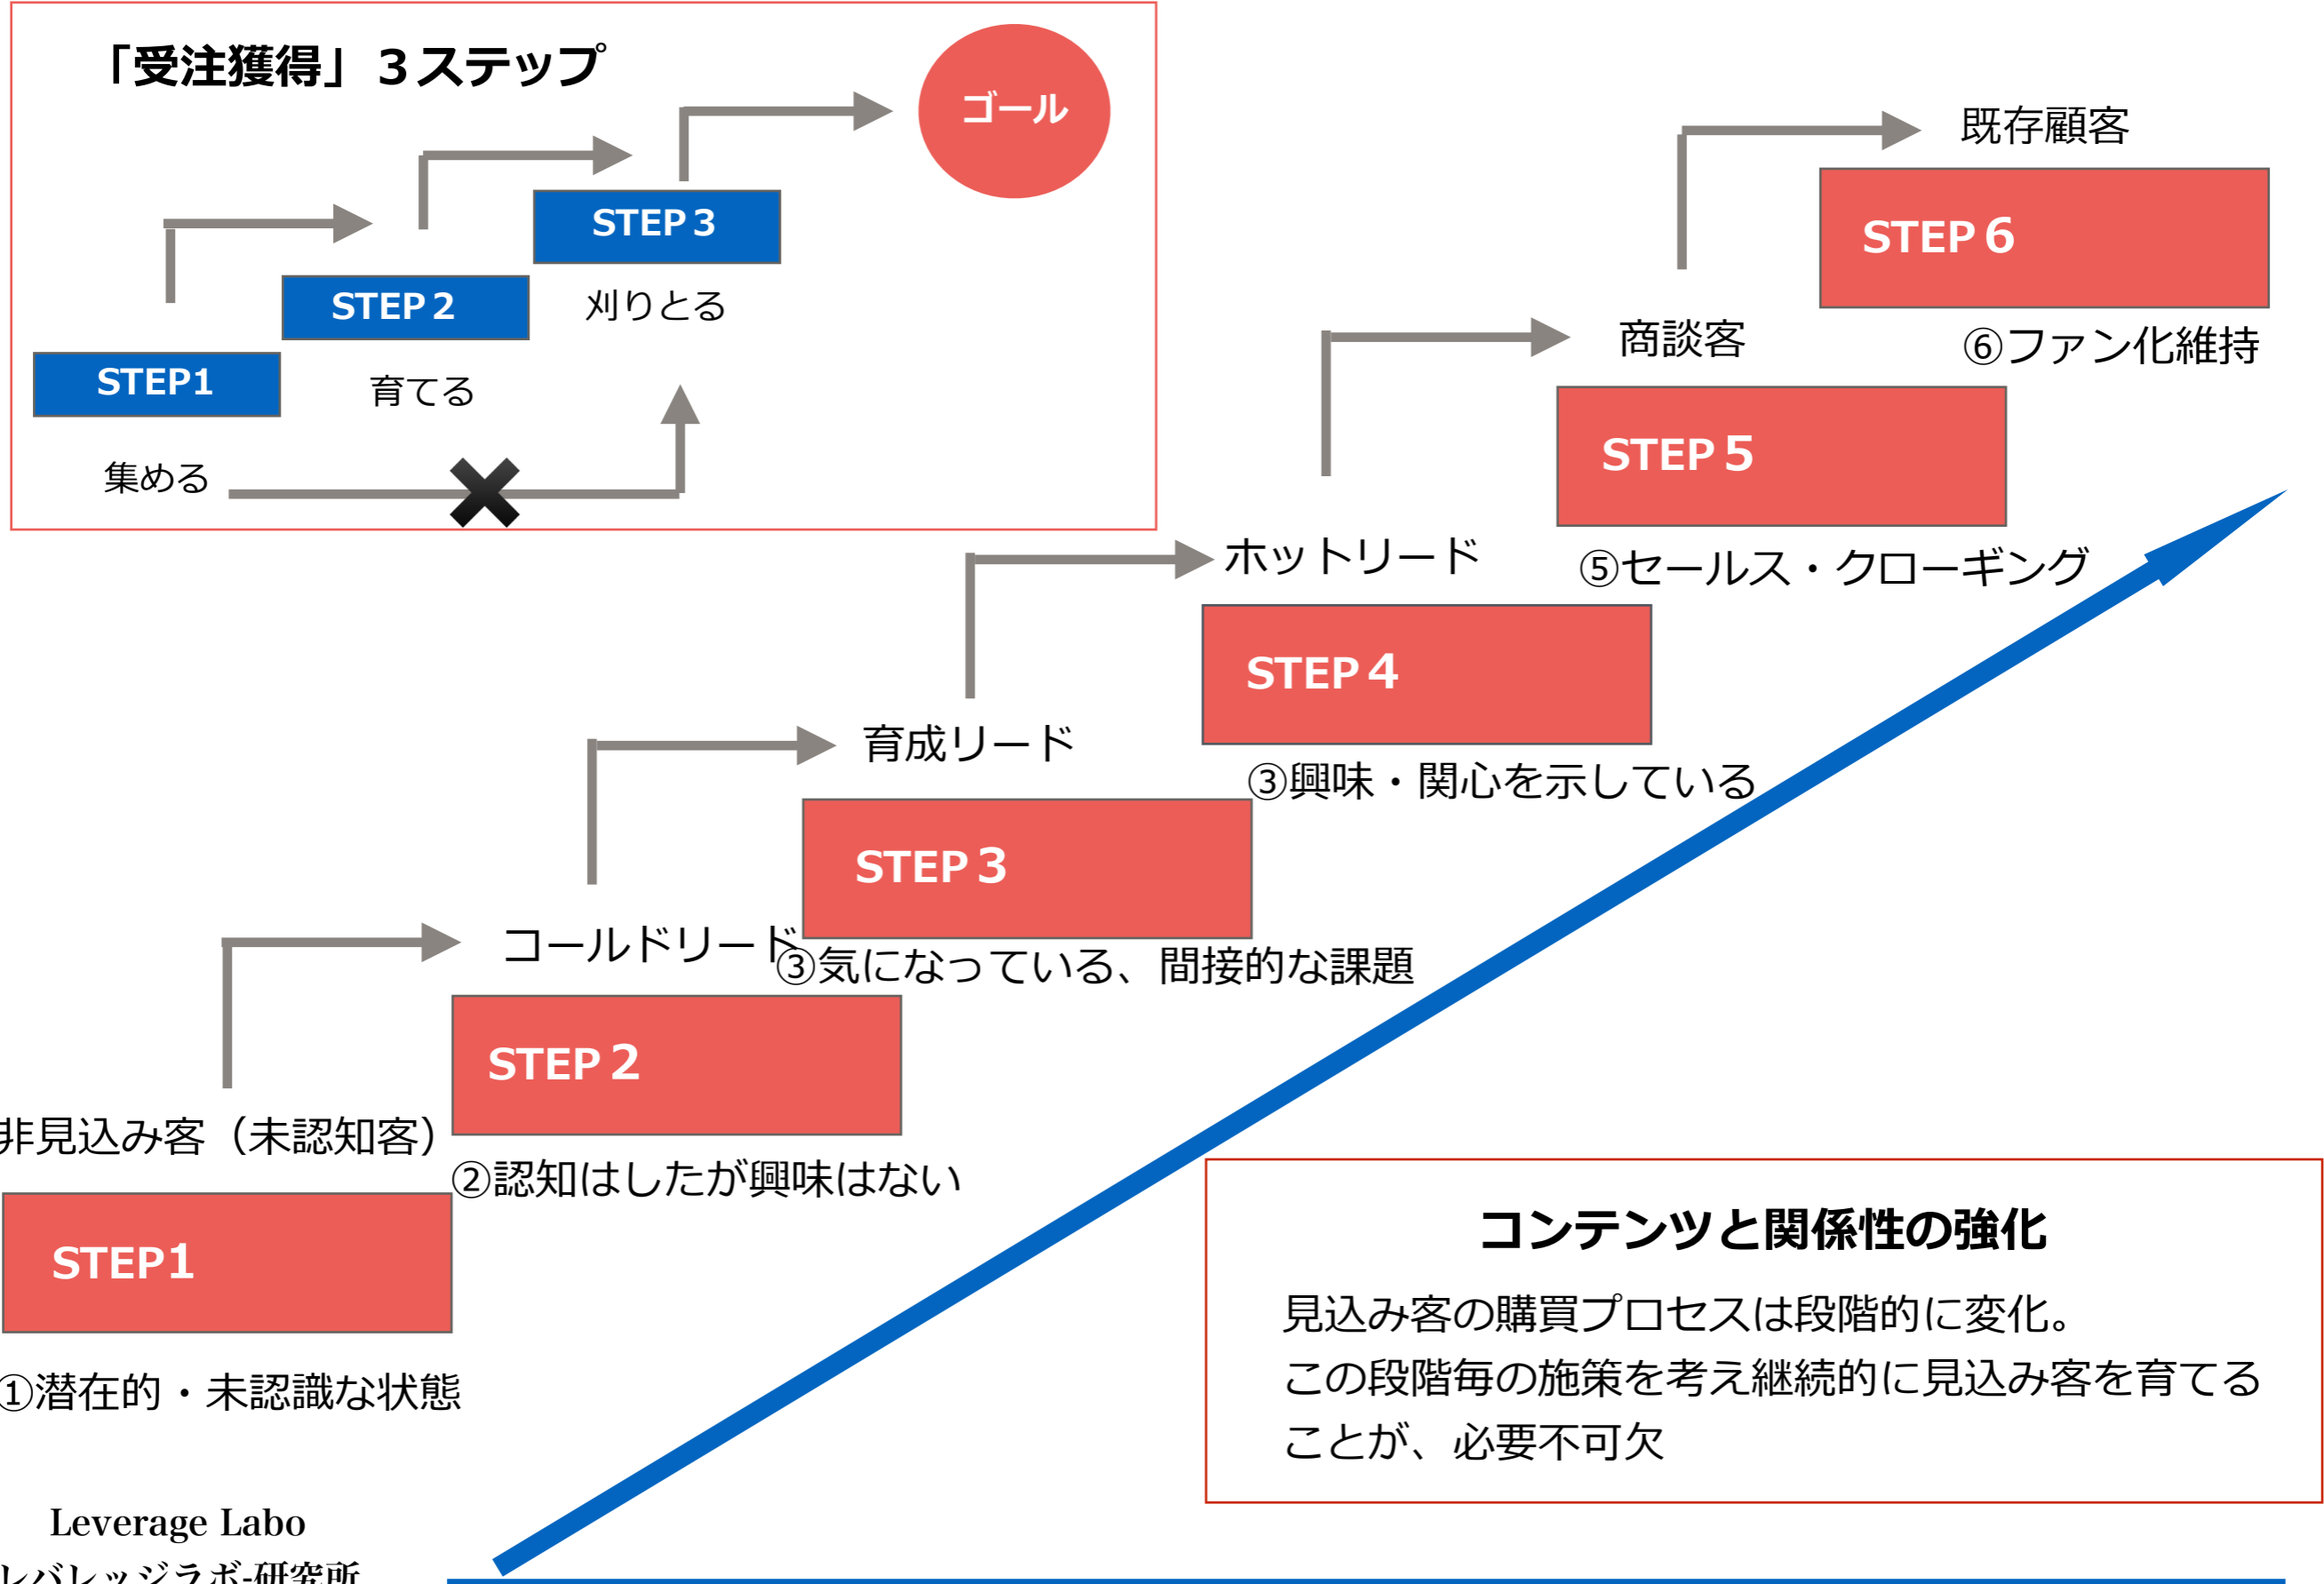 「受注獲得」３ステップ
ゴール
STEP３
刈りとる
STEP２
育てる
STEP1
集める
既存顧客
STEP６
⑥ファン化維持
商談客
STEP５
⑤セールス・クローギング
ホットリード
STEP４
③興味・関心を示している
育成リード
STEP３
③気になっている、間接的な課題
コールドリード
STEP２
②認知はしたが興味はない
非見込み客（未認知客）
STEP1
①潜在的・未認識な状態
コンテンツと関係性の強化
見込み客の購買プロセスは段階的に変化。
この段階毎の施策を考え継続的に見込み客を育てる
ことが、必要不可欠
Leverage Labo
レバレッジラボ-研究所